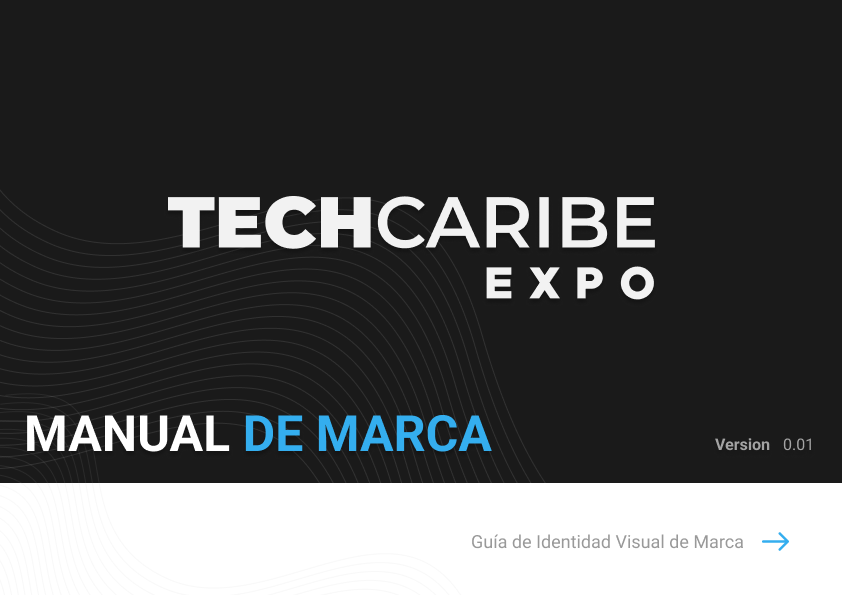 TECHCARIBE
EXPO
MANUAL DE MARCA
Version 0.01
Guía de Identidad Visual de Marca